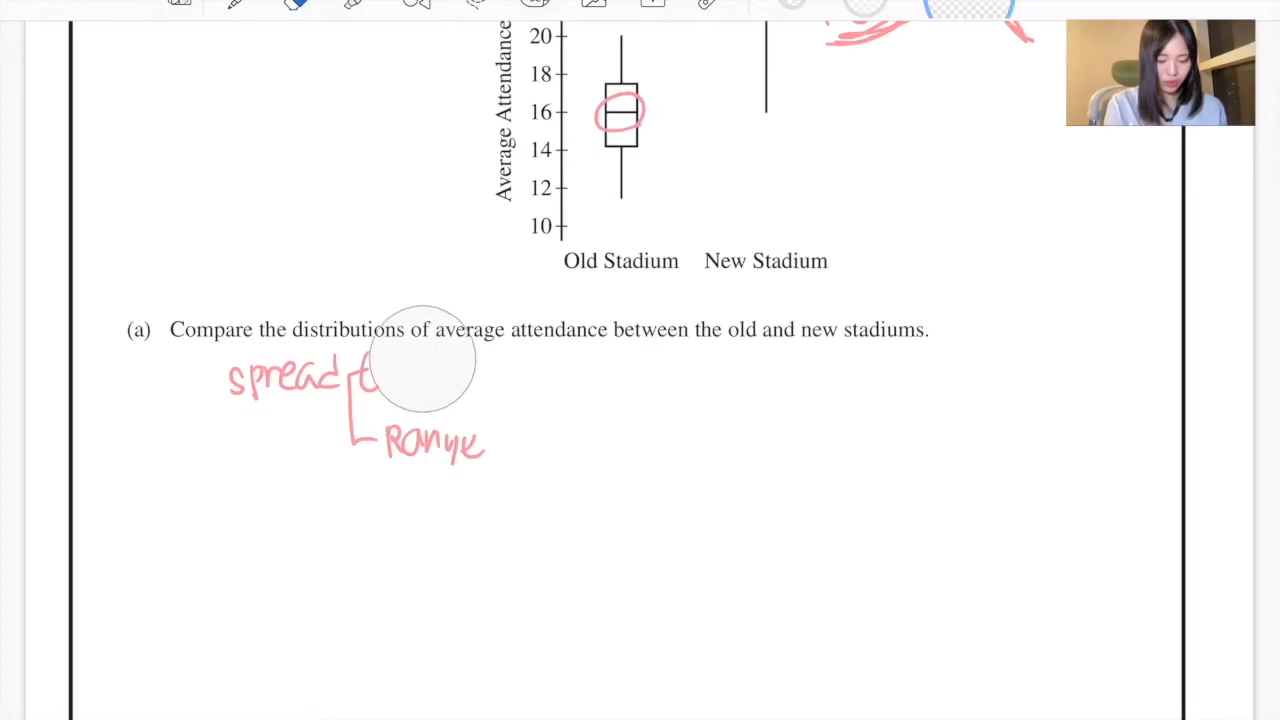 Average Attendance
20
18
16
14
12
10
Old Stadium New Stadium
(a) Compare the distributions of average attendance between the old and new stadiums.
spread
Range